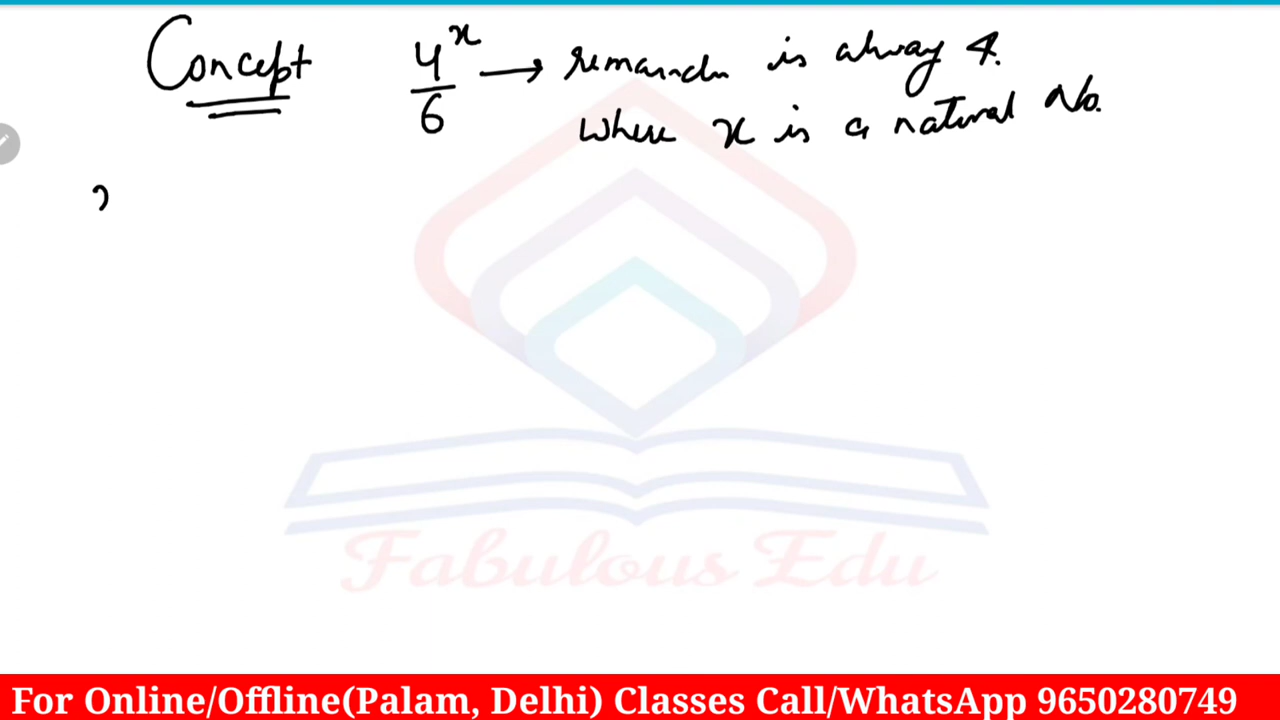 Concept 4^x/6 → remainder is alway 4.
where x is a natural No.
Fabulous Edu
For Online/Offline(Palam, Delhi) Classes Call/WhatsApp 9650280749